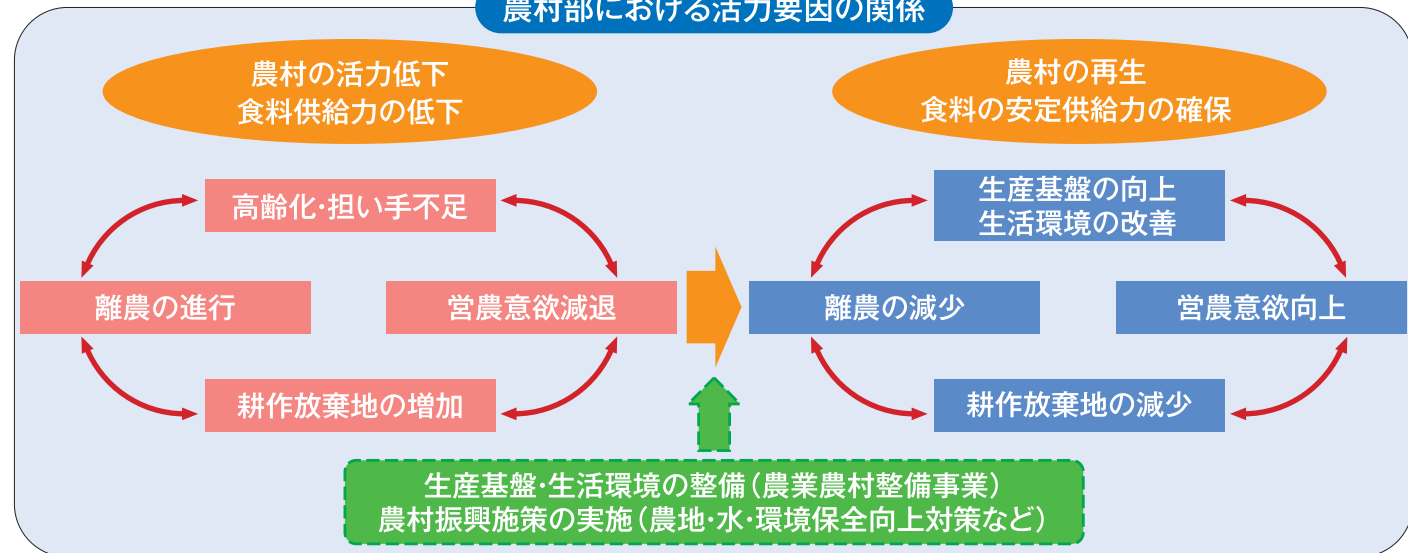 農村部における活力要因の関係
農村の活力低下
食料供給力の低下
高齢化・担い手不足
離農の進行
営農意欲減退
耕作放棄地の増加
農村の再生
食料の安定供給力の確保
生産基盤の向上
生活環境の改善
離農の減少
営農意欲向上
耕作放棄地の減少
生産基盤・生活環境の整備(農業農村整備事業)
農村振興施策の実施(農地・水・環境保全向上対策など)